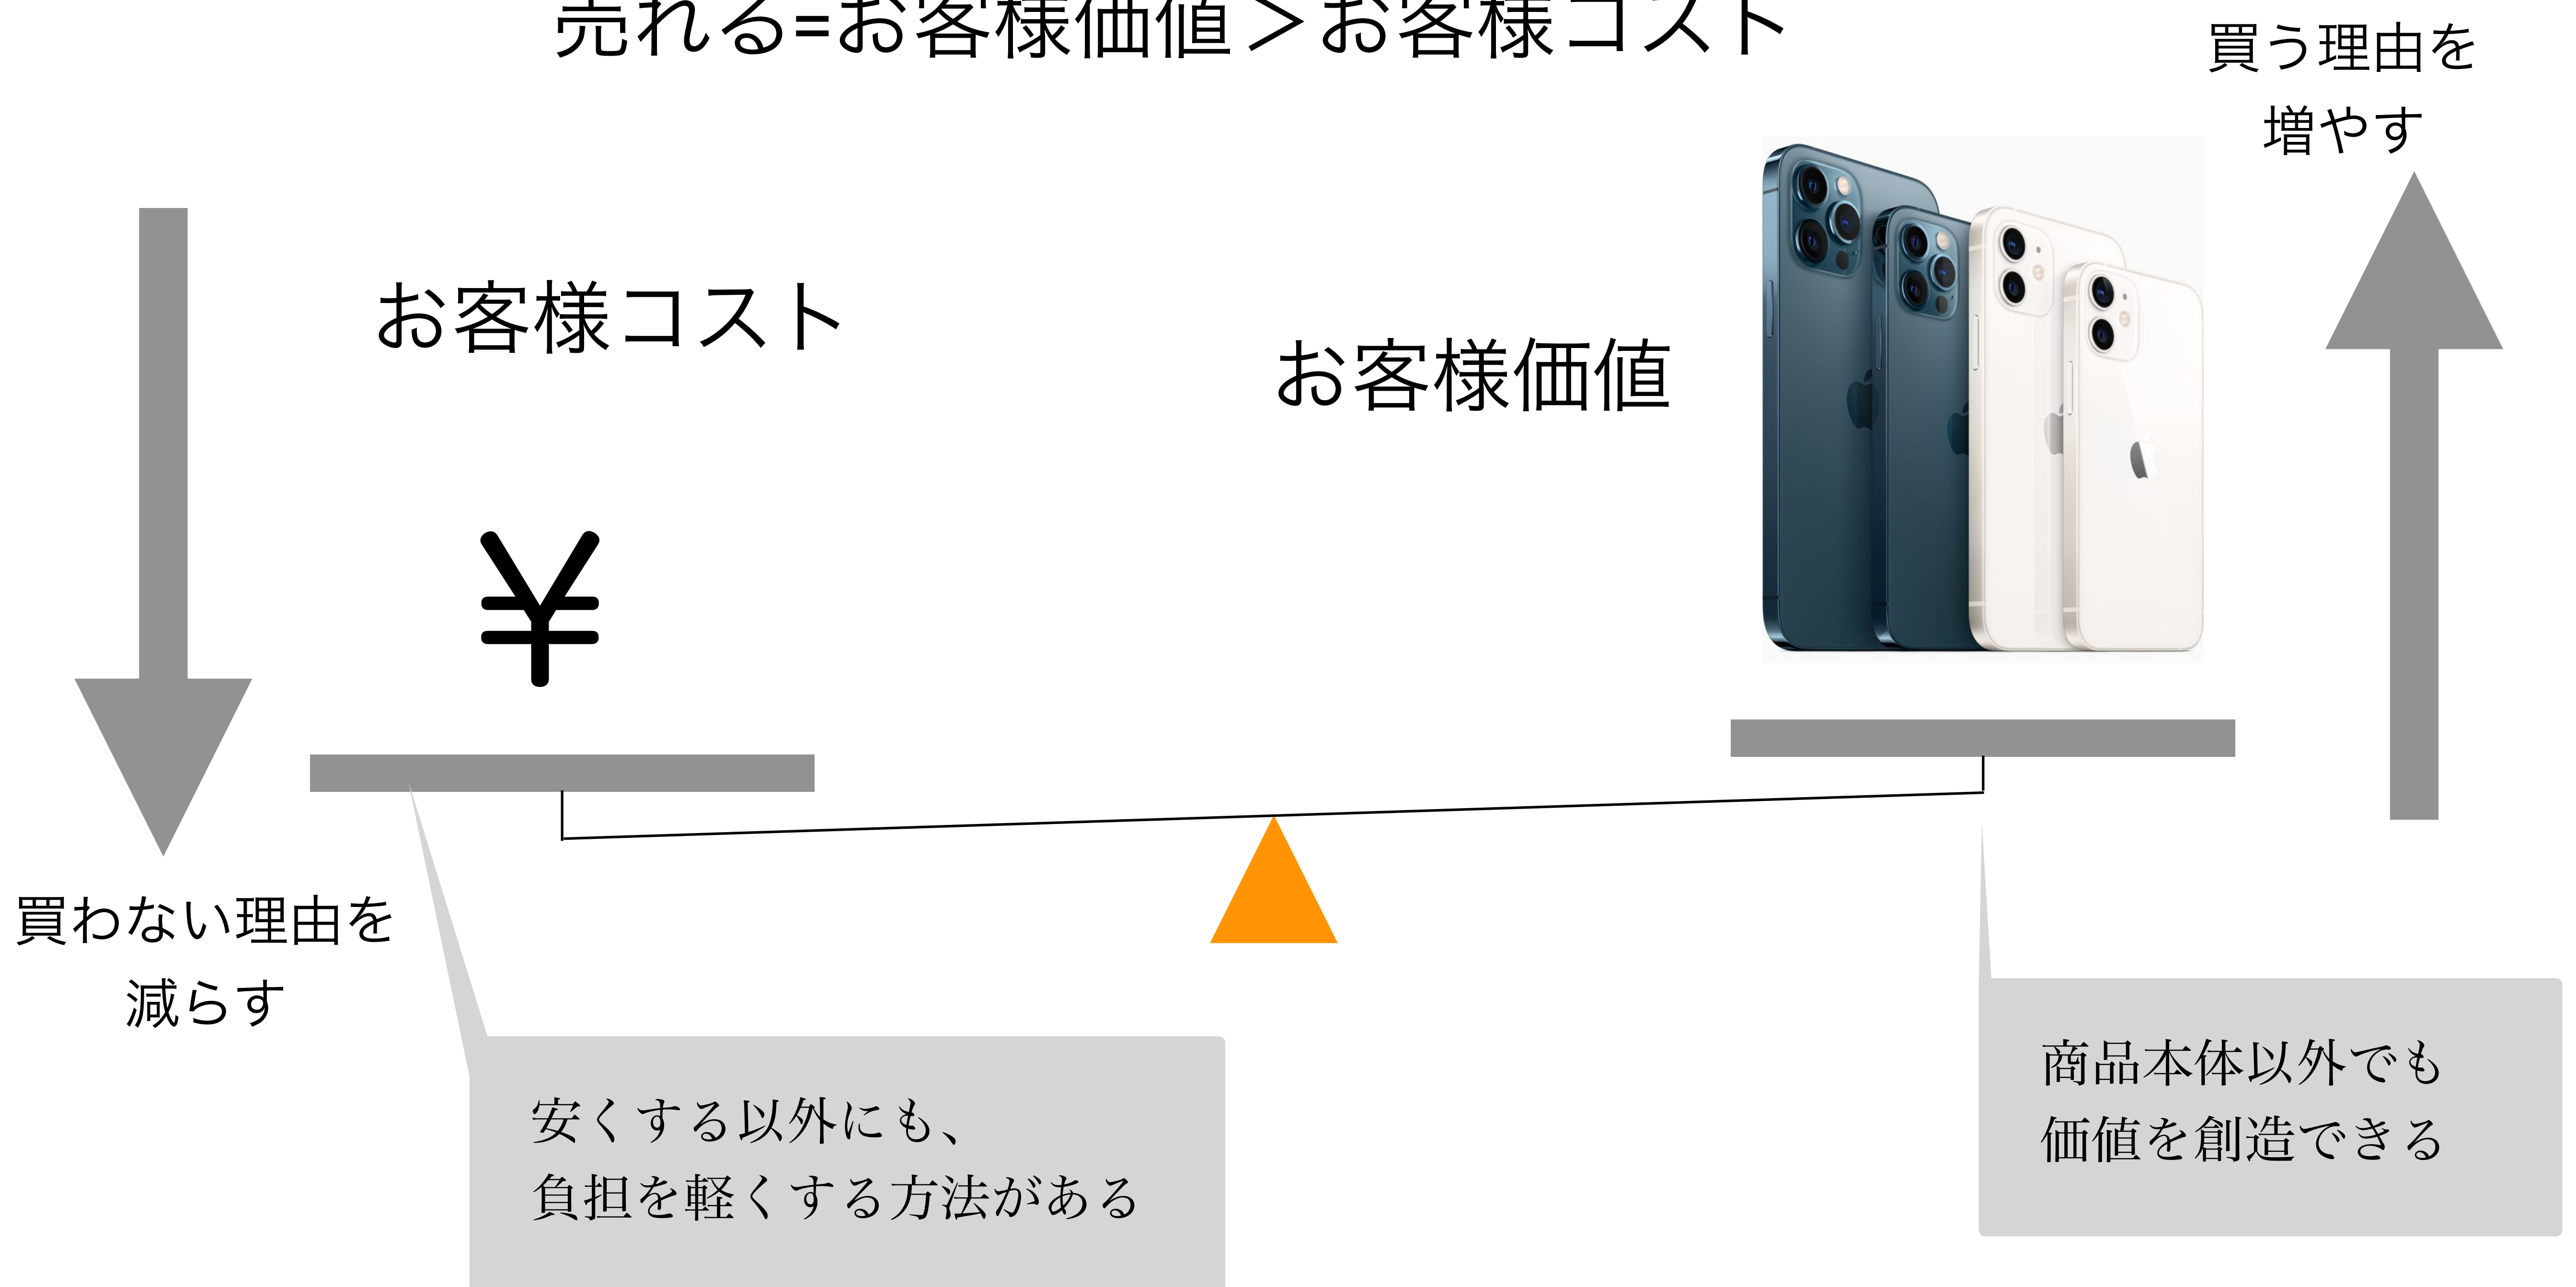 売れる=お客様価値＞お客様コスト
買う理由を
増やす
お客様コスト
お客様価値
¥
買わない理由を
減らす
安くする以外にも、
負担を軽くする方法がある
商品本体以外でも
価値を創造できる